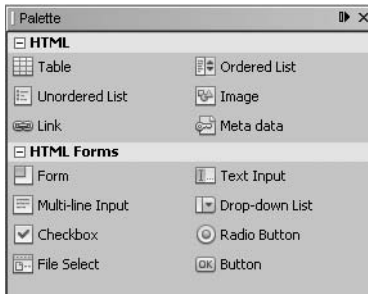 Palette
HTML
Table Ordered List
Unordered List Image
Link Meta data
HTML Forms
Form Text Input
Multi-line Input Drop-down List
Checkbox Radio Button
File Select OK Button